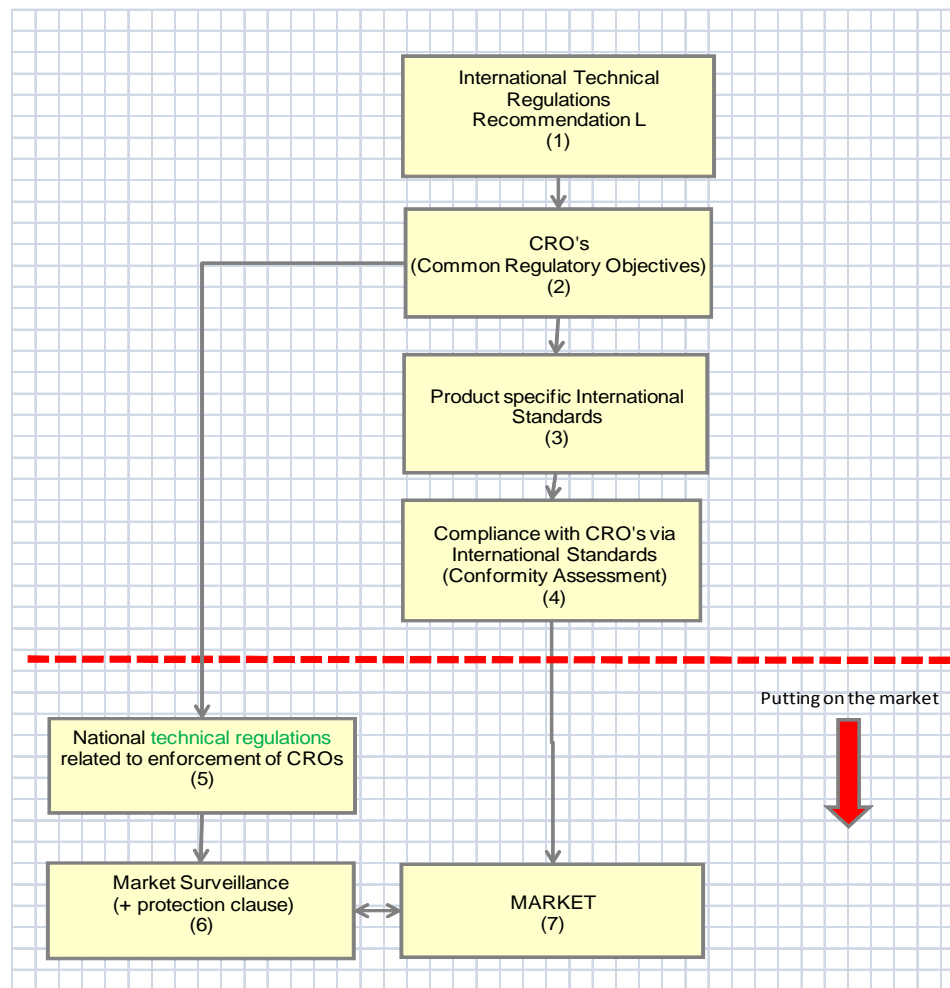 International Technical
Regulations
Recommendation L
(1)
CRO's
(Common Regulatory Objectives)
(2)
Product specific International
Standards
(3)
Compliance with CRO's via
International Standards
(Conformity Assessment)
(4)
Putting on the market
National technical regulations
related to enforcement of CROs
(5)
Market Surveillance
(+ protection clause)
(6)
MARKET
(7)